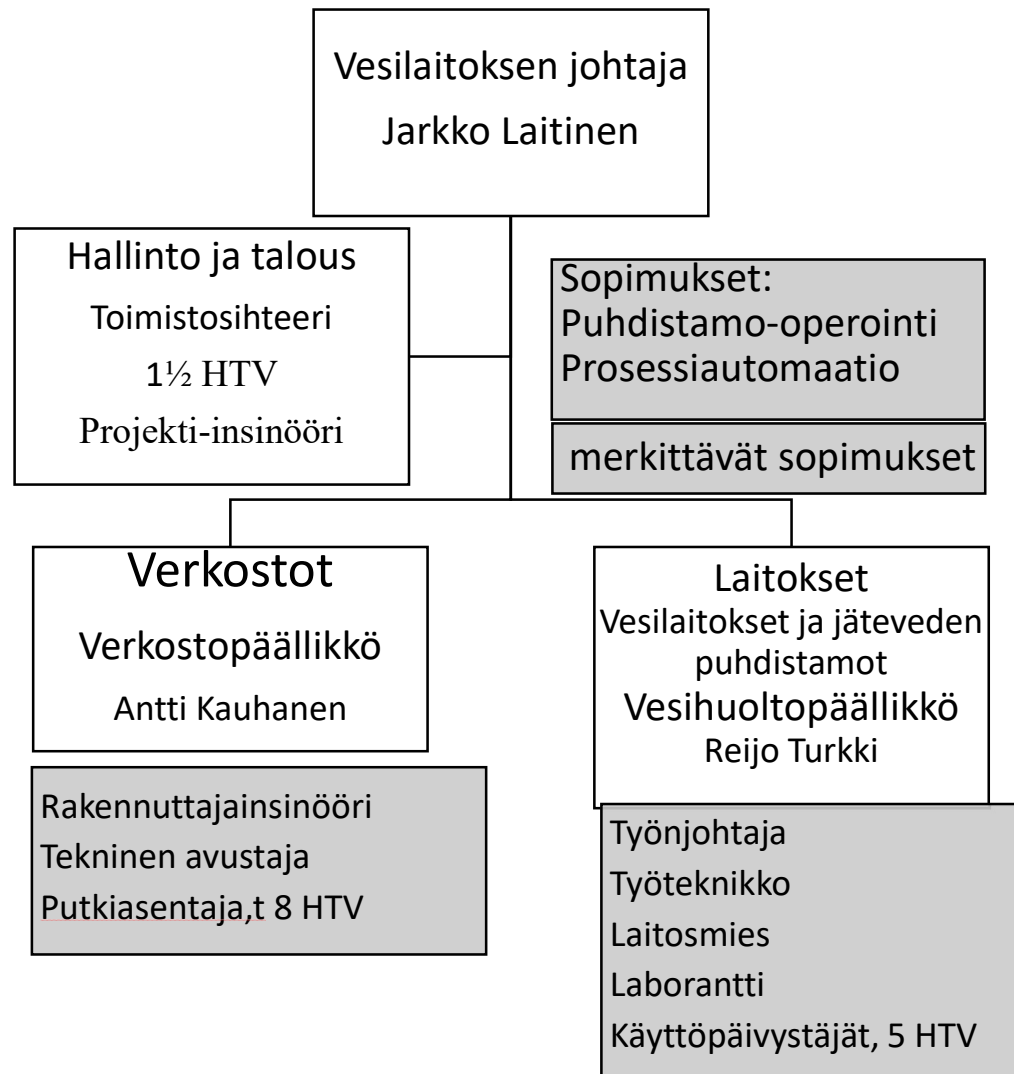 Vesilaitoksen johtaja
Jarkko Laitinen
Hallinto ja talous
Toimistosihteeri
1½ HTV
Projekti-insinööri
Sopimukset:
Puhdistamo-operointi
Prosessiautomaatio
merkittävät sopimukset
Verkostot
Verkostopäällikkö
Antti Kauhanen
Rakennuttajainsinööri
Tekninen avustaja
Putkiasentaja,t 8 HTV
Laitokset
Vesilaitokset ja jäteveden
puhdistamot
Vesihuoltopäällikkö
Reijo Turkki
Työnjohtaja
Työteknikko
Laitosmies
Laborantti
Käyttöpäivystäjät, 5 HTV